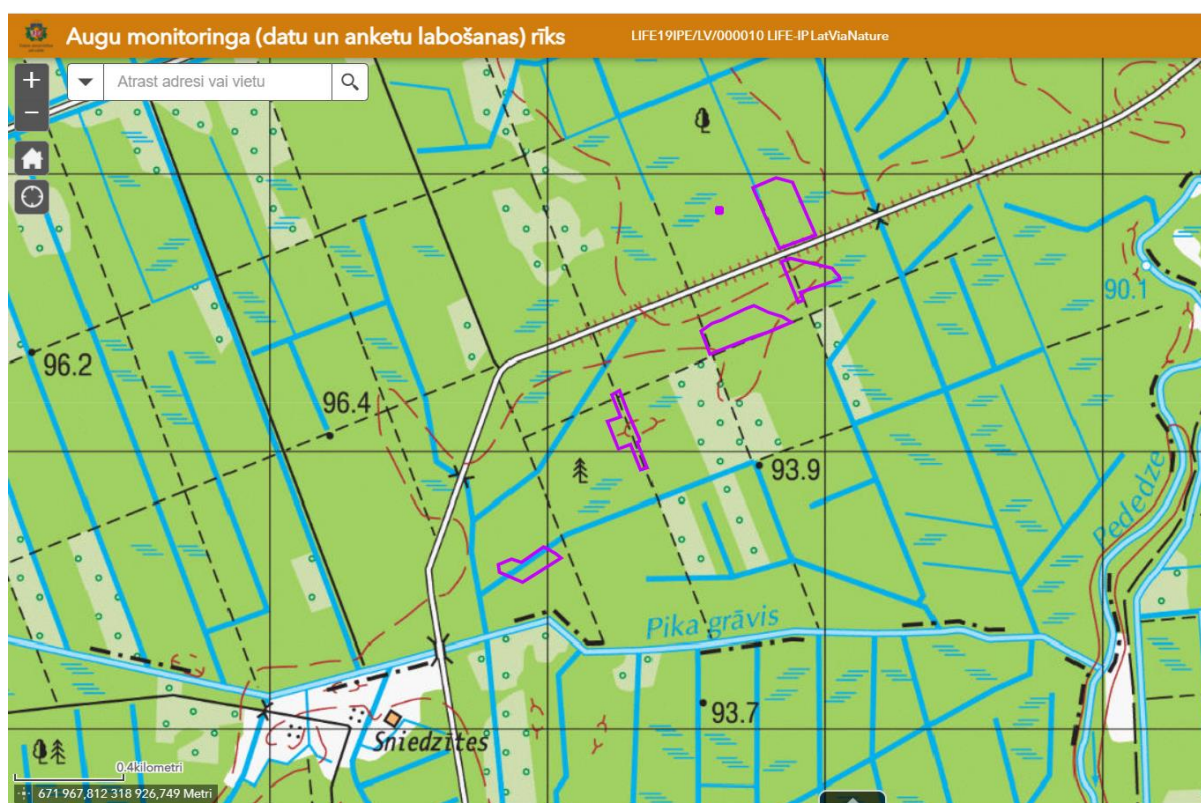 Augu monitoringa (datu un anketu labošanas) rīks
LIFE19IPE/LV/000010 LIFE-IP LatViaNature
+
Atrast adresi vai vietu
−
90.1
96.2
96.4
93.9
Pededze
Pika grāvis
93.7
Sniedzītes
0.4kilometri
671 967,812 318 926,749 Metri